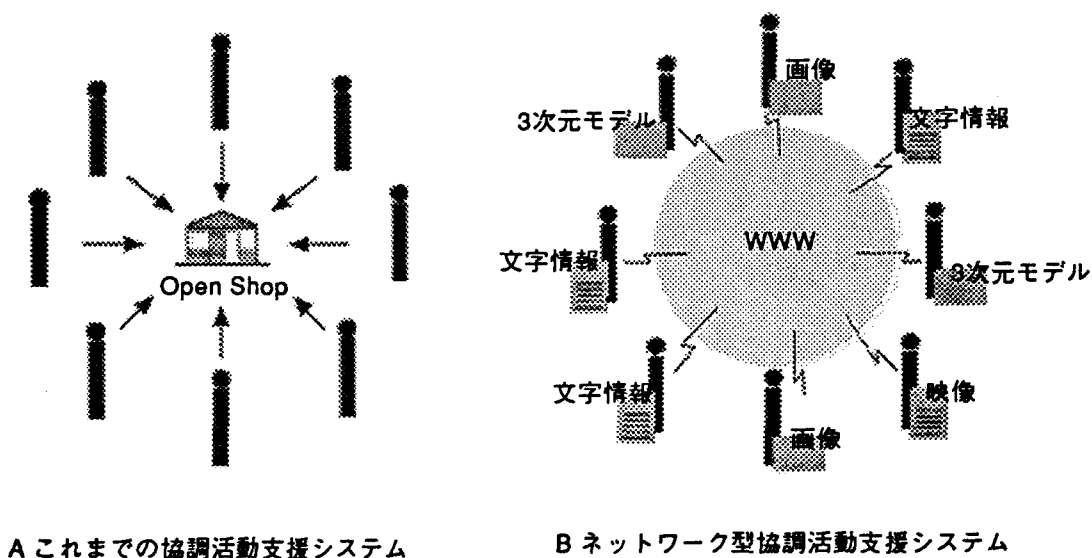 Open Shop
A これまでの協調活動支援システム
画像
3次元モデル
文字情報
WWW
文字情報
3次元モデル
文字情報
映像
画像
B ネットワーク型協調活動支援システム